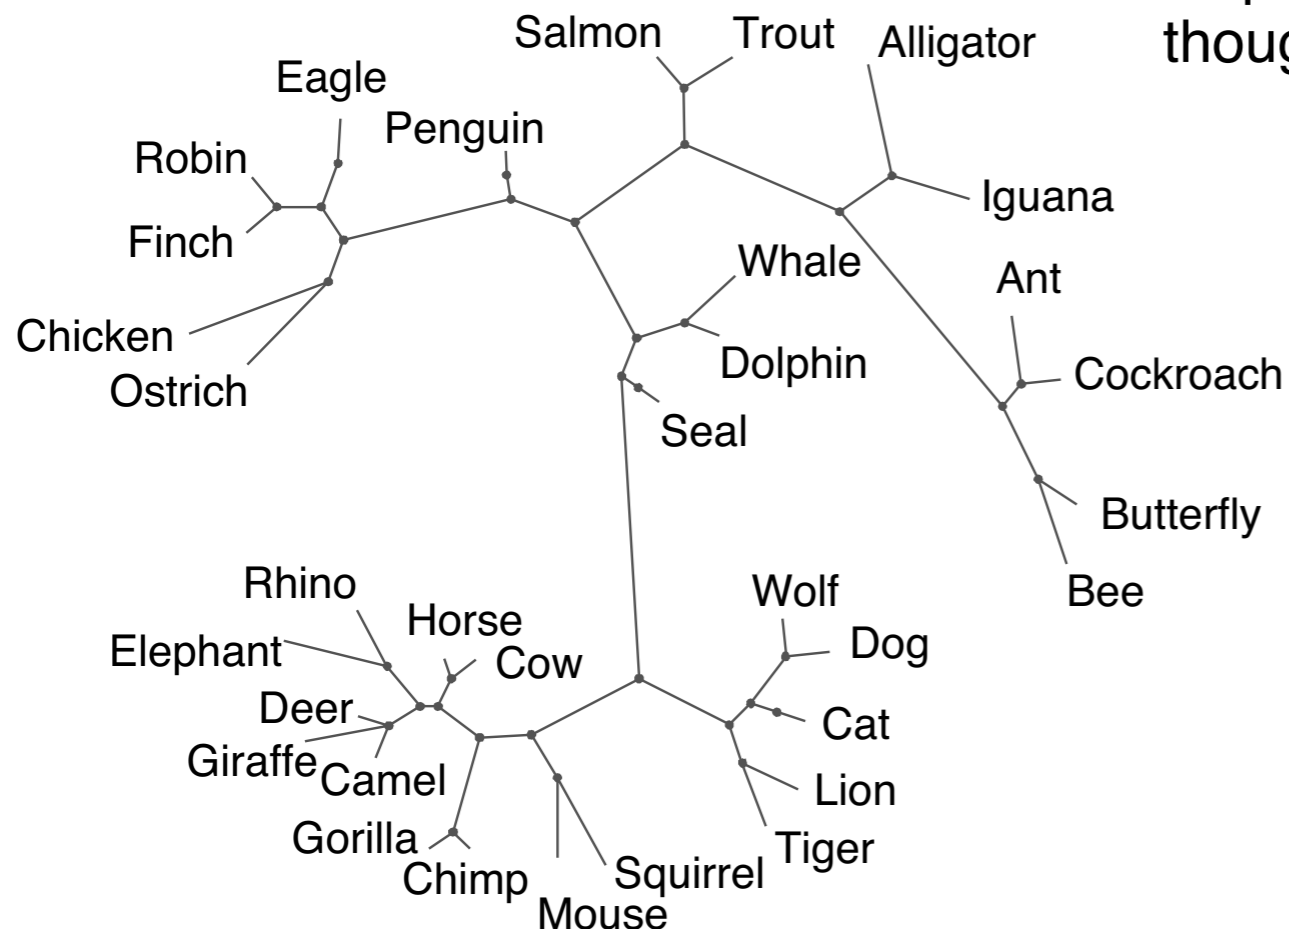 Salmon
Trout
Alligator
Eagle
Penguin
Robin
Iguana
Finch
Whale
Ant
Chicken
Dolphin
Cockroach
Ostrich
Seal
Butterfly
Rhino
Wolf
Bee
Horse
Elephant
Cow
Dog
Deer
Cat
Giraffe
Camel
Lion
Gorilla
Tiger
Chimp
Squirrel
Mouse